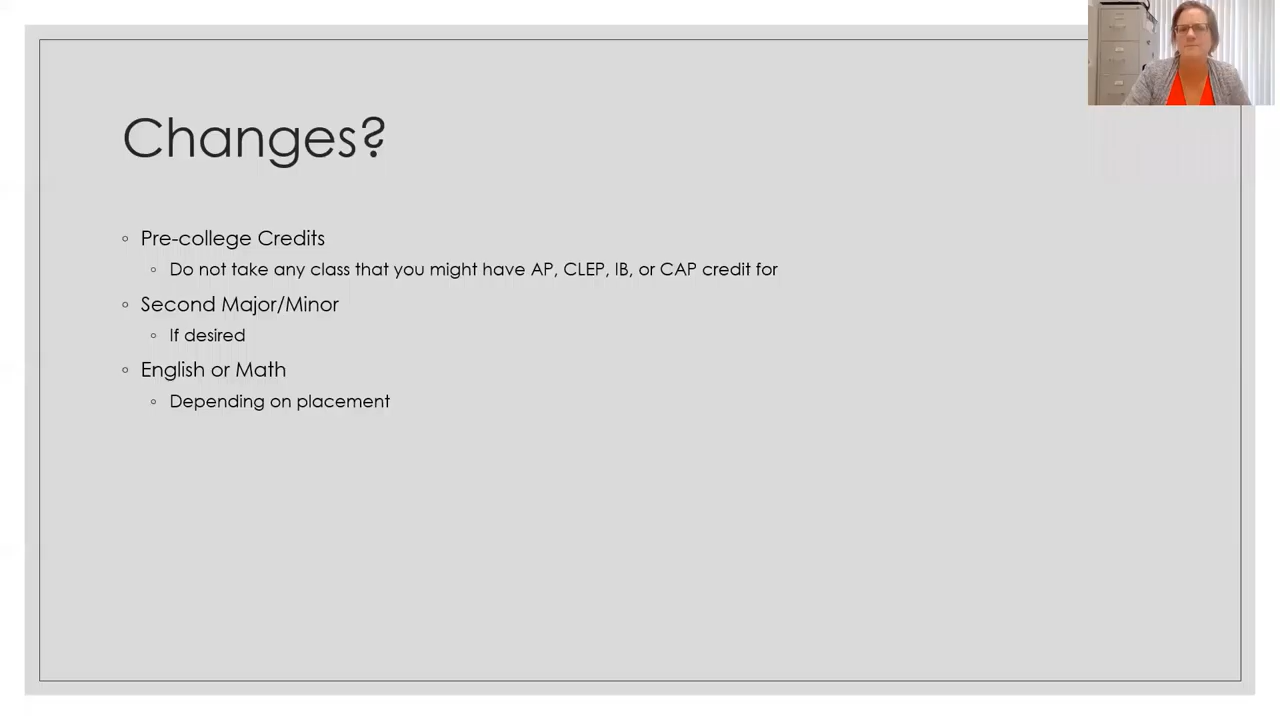 Changes?
Pre-college Credits
Do not take any class that you might have AP, CLEP, IB, or CAP credit for
Second Major/Minor
If desired
English or Math
Depending on placement